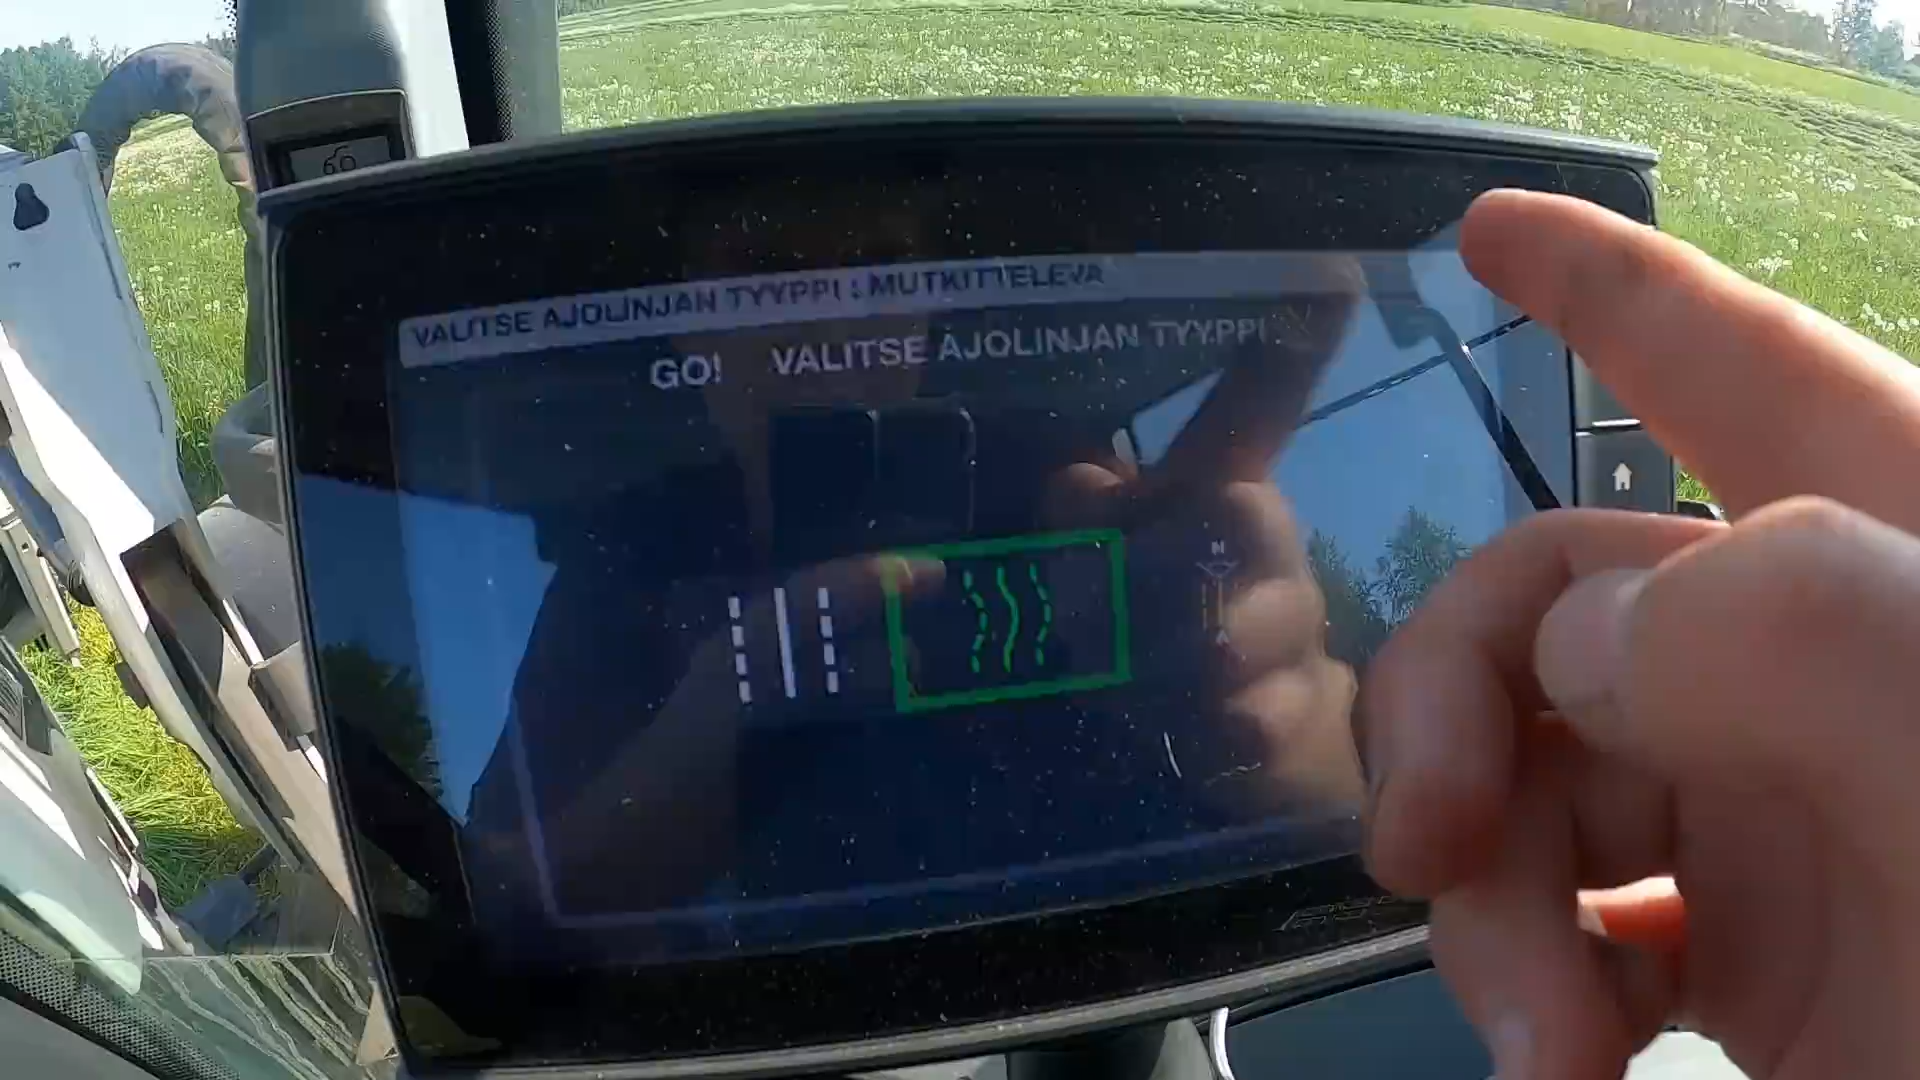 VALITSE AJOLINJAN TYYPPI : MUTKITTELEVA
GO! VALITSE AJOLINJAN TYYPPI
N
A